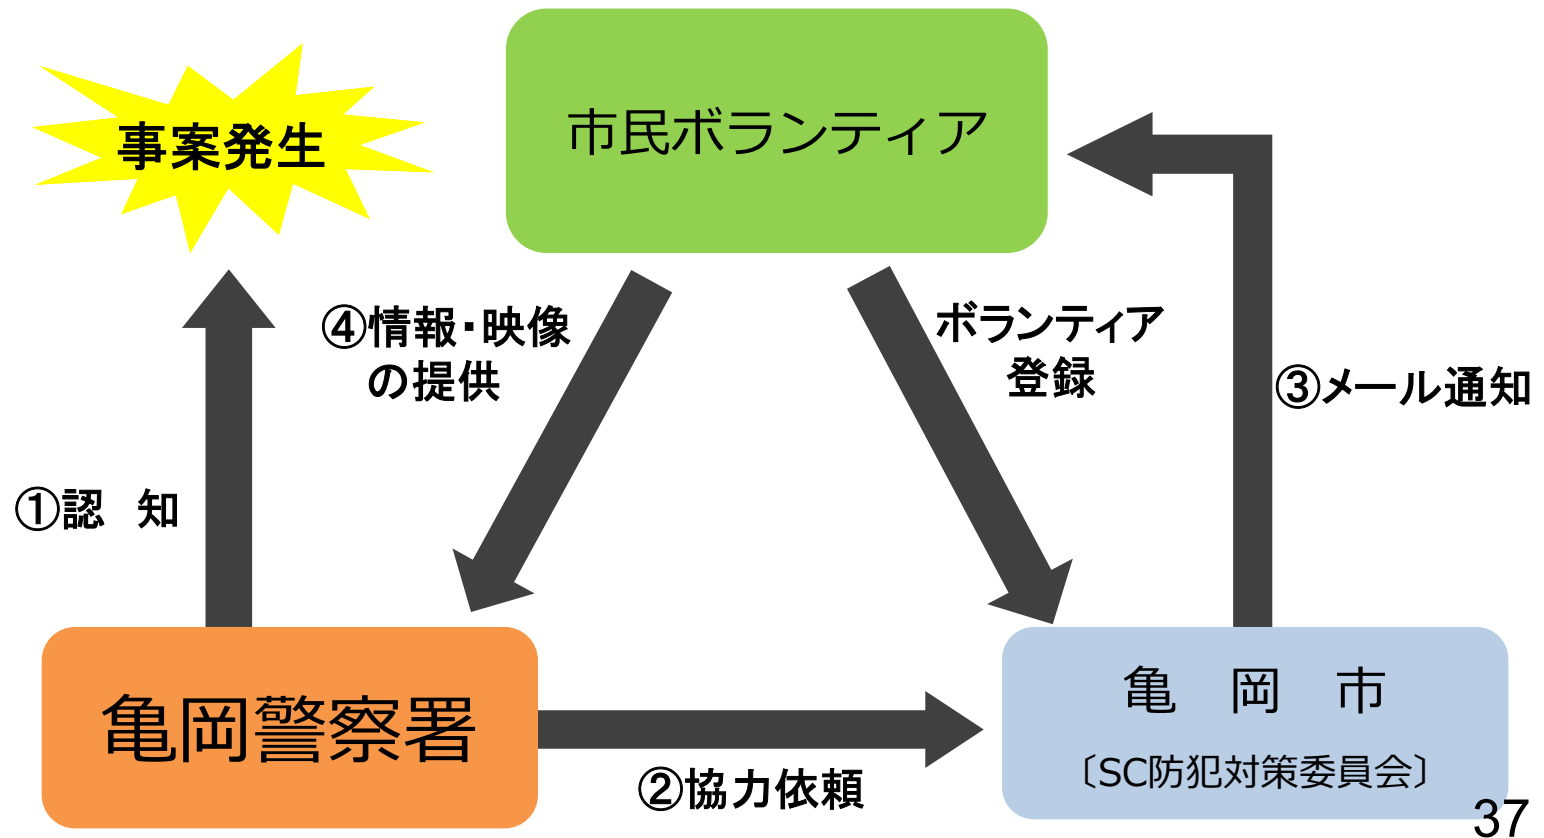 市民ボランティア
事案発生
④情報・映像
の提供
ボランティア
登録
③メール通知
①認　知
亀岡警察署
②協力依頼
亀　岡　市
〔SC防犯対策委員会〕
37